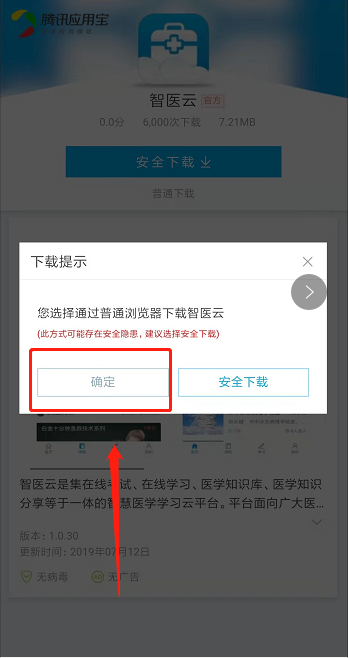 腾讯应用宝
智医云 官方
0.0分 6,000次下载 7.21MB
安全下载
普通下载
下载提示
您选择通过普通浏览器下载智医云
(此方式可能存在安全隐患，建议选择安全下载)
确定 安全下载
智医云是集在线考试、在线学习、医学知识库、医学知识
分享等于一体的智慧医学学习云平台。平台面向广大医...
版本：1.0.30
更新时间：2019年07月12日
无病毒 无广告